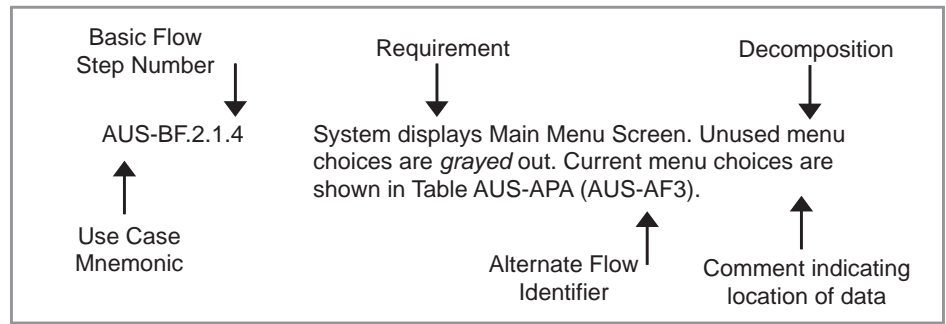 Basic Flow
Step Number
Requirement
Decomposition
AUS-BF.2.1.4
System displays Main Menu Screen. Unused menu
choices are grayed out. Current menu choices are
shown in Table AUS-APA (AUS-AF3).
Use Case
Mnemonic
Alternate Flow
Identifier
Comment indicating
location of data